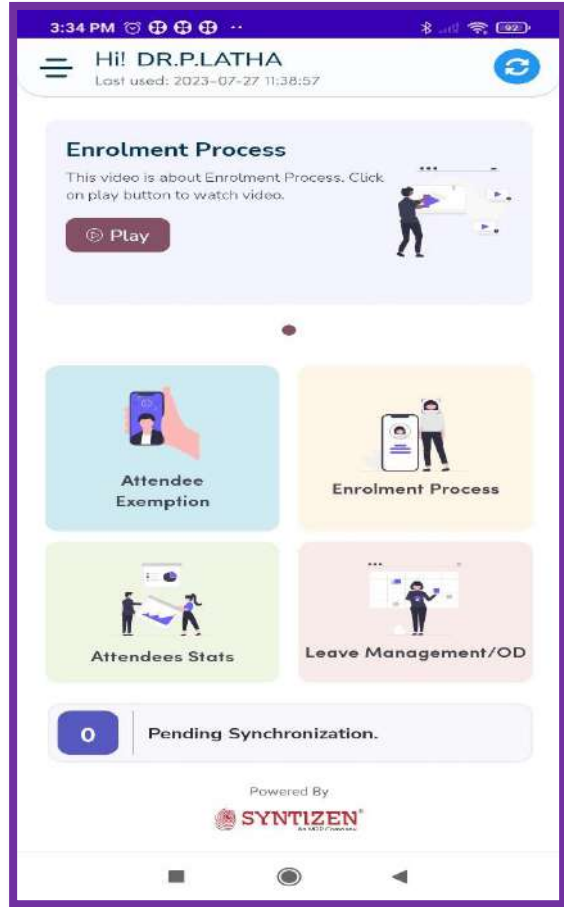 3:34 PM
92
Hi! DR.P.LATHA
Last used: 2023-07-27 11:38:57
Enrolment Process
This video is about Enrolment Process. Click
on play button to watch video.
Play
Attendee
Exemption
Enrolment Process
Attendees Stats
Leave Management/OD
0
Pending Synchronization.
Powered By
SYNTIZEN